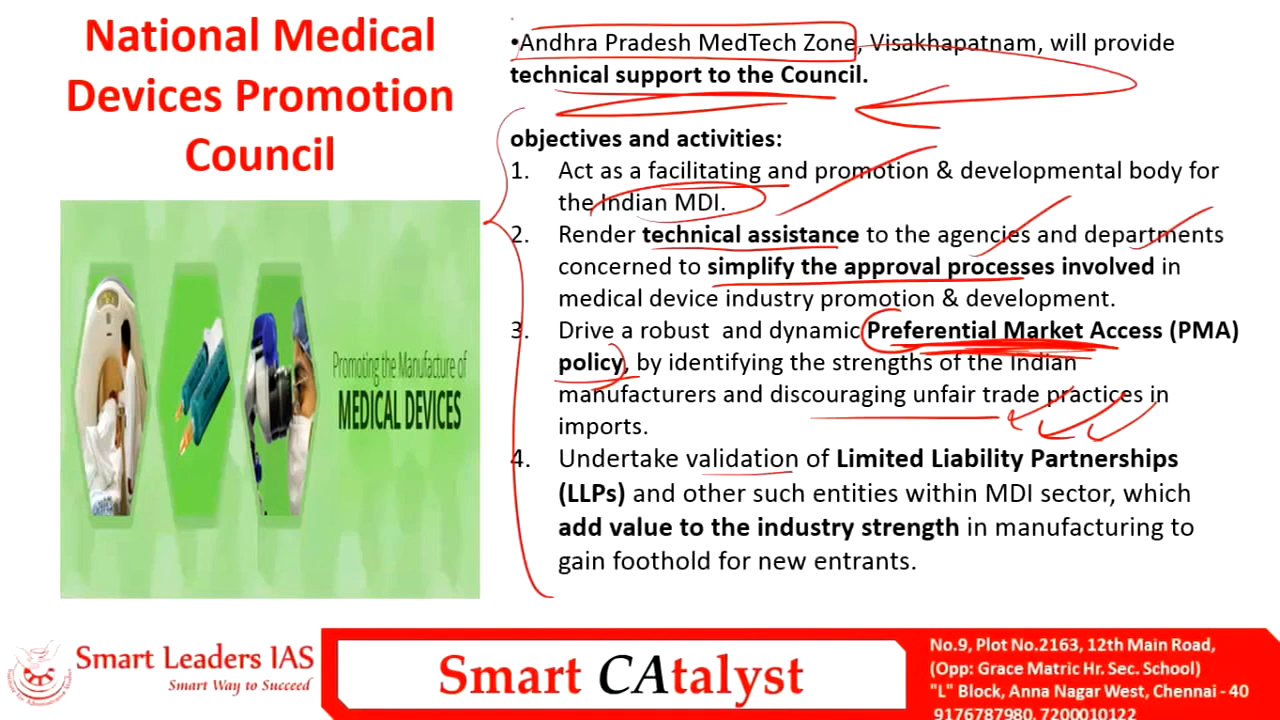 National Medical
Devices Promotion
Council
•Andhra Pradesh MedTech Zone, Visakhapatnam, will provide
technical support to the Council.
objectives and activities:
1. Act as a facilitating and promotion & developmental body for
the Indian MDI.
2. Render technical assistance to the agencies and departments
concerned to simplify the approval processes involved in
medical device industry promotion & development.
3. Drive a robust and dynamic Preferential Market Access (PMA)
policy, by identifying the strengths of the Indian
manufacturers and discouraging unfair trade practices in
imports.
4. Undertake validation of Limited Liability Partnerships
(LLPs) and other such entities within MDI sector, which
add value to the industry strength in manufacturing to
gain foothold for new entrants.
Promoting the Manufacture of
MEDICAL DEVICES
Smart Leaders IAS
Smart Way to Succeed
Smart CAtalyst
No.9, Plot No.2163, 12th Main Road,
(Opp: Grace Matric Hr. Sec. School)
"L" Block, Anna Nagar West, Chennai - 40
9176787980, 7200010122